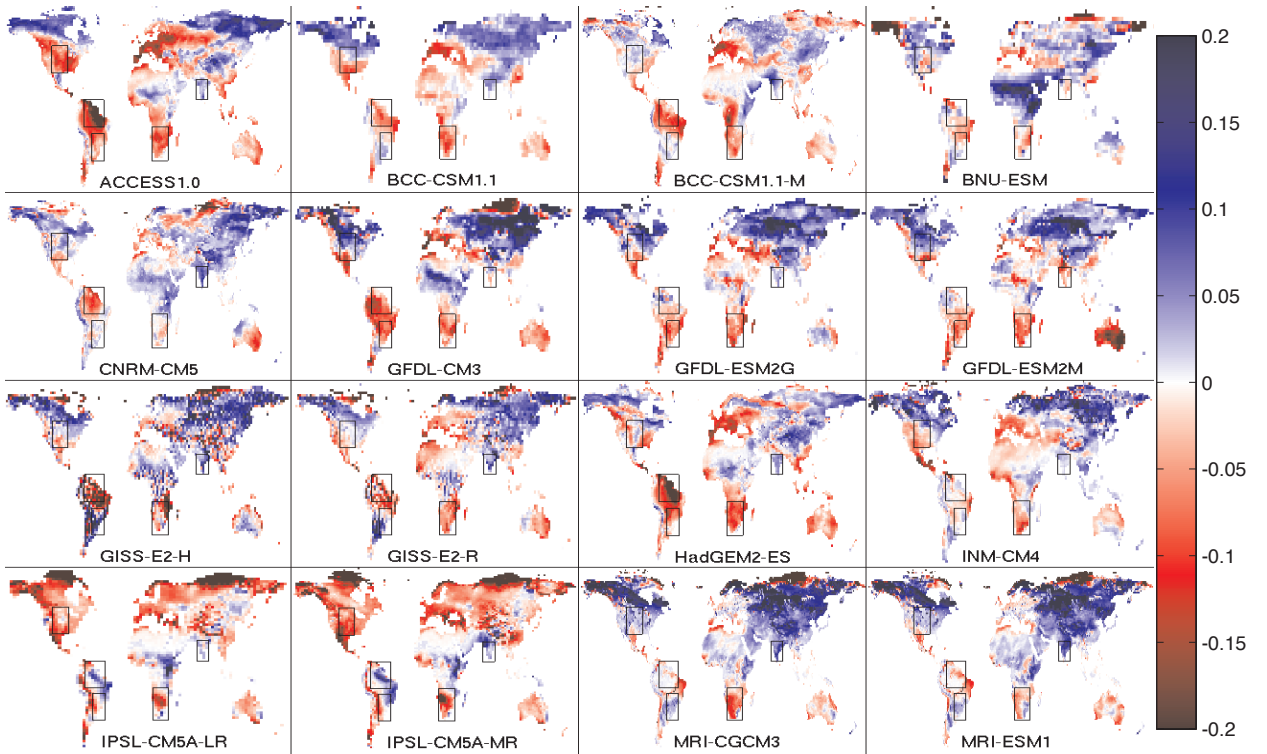 ACCESS1.0
BCC-CSM1.1
BCC-CSM1.1-M
BNU-ESM
CNRM-CM5
GFDL-CM3
GFDL-ESM2G
GFDL-ESM2M
GISS-E2-H
GISS-E2-R
HadGEM2-ES
INM-CM4
IPSL-CM5A-LR
IPSL-CM5A-MR
MRI-CGCM3
MRI-ESM1
0.2
0.15
0.1
0.05
0
-0.05
-0.1
-0.15
-0.2